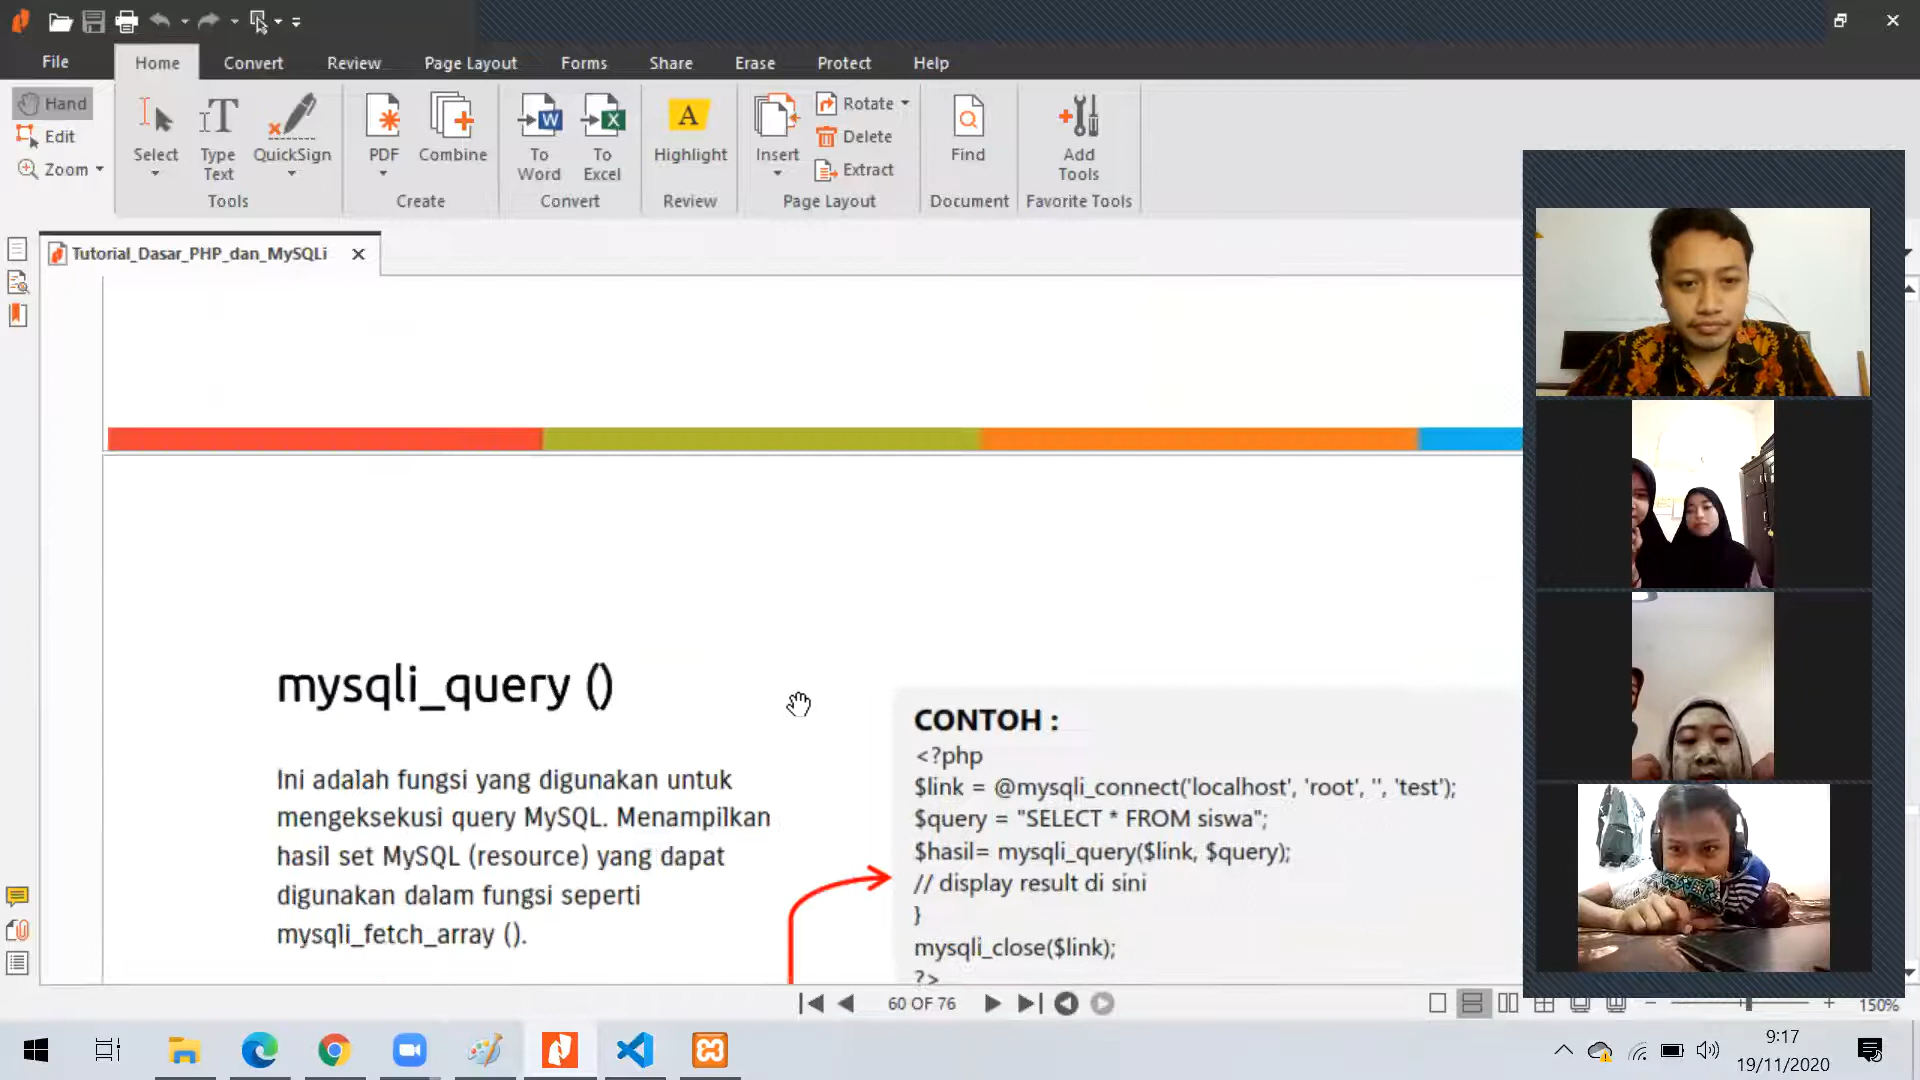 File
Home
Convert
Review
Page Layout
Forms
Share
Erase
Protect
Help
Hand
Edit
Zoom
Select
Type
Text
QuickSign
Tools
PDF
Combine
Create
To
Word
To
Excel
Convert
A
Highlight
Review
Insert
Rotate
Delete
Extract
Page Layout
Find
Document
Add
Tools
Favorite Tools
Tutorial_Dasar_PHP_dan_MySQLi
mysqli_query ()
Ini adalah fungsi yang digunakan untuk
mengeksekusi query MySQL. Menampilkan
hasil set MySQL (resource) yang dapat
digunakan dalam fungsi seperti
mysqli_fetch_array ().
CONTOH :
<?php
$link = @mysqli_connect('localhost', 'root', '', 'test');
$query = "SELECT * FROM siswa";
$hasil= mysqli_query($link, $query);
// display result di sini
}
mysqli_close($link);
?>
60 OF 76
150%
9:17
19/11/2020